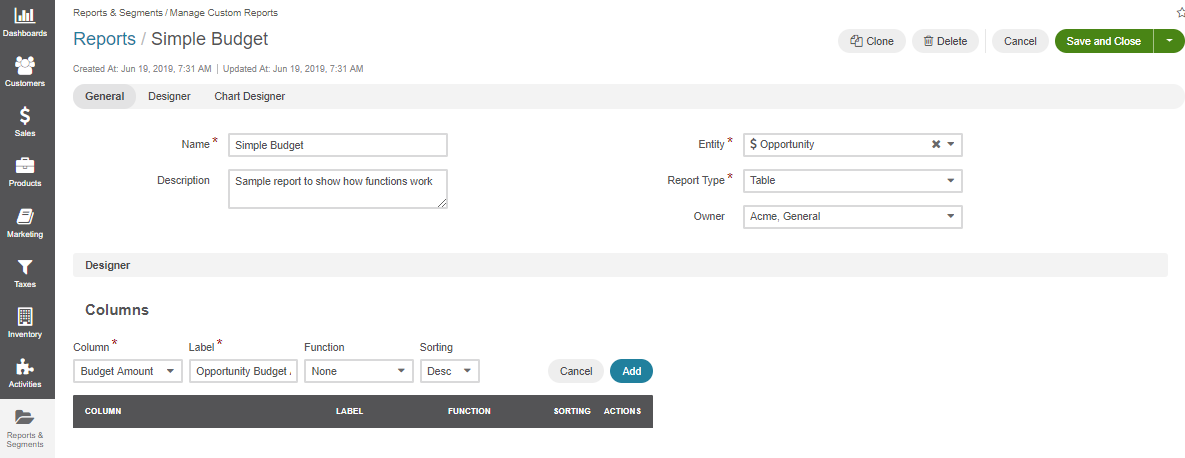 Reports & Segments / Manage Custom Reports
Reports / Simple Budget
Clone Delete Cancel Save and Close
Created At: Jun 19, 2019, 7:31 AM | Updated At: Jun 19, 2019, 7:31 AM
General Designer Chart Designer
Dashboards
Customers
Sales
Products
Marketing
Taxes
Inventory
Activities
Reports &
Segments
Name * Simple Budget
Description Sample report to show how functions work
Entity * $ Opportunity
Report Type * Table
Owner Acme, General
Designer
Columns
Column * Label * Function Sorting
Budget Amount Opportunity Budget None Desc Cancel Add
COLUMN LABEL FUNCTION SORTING ACTIONS